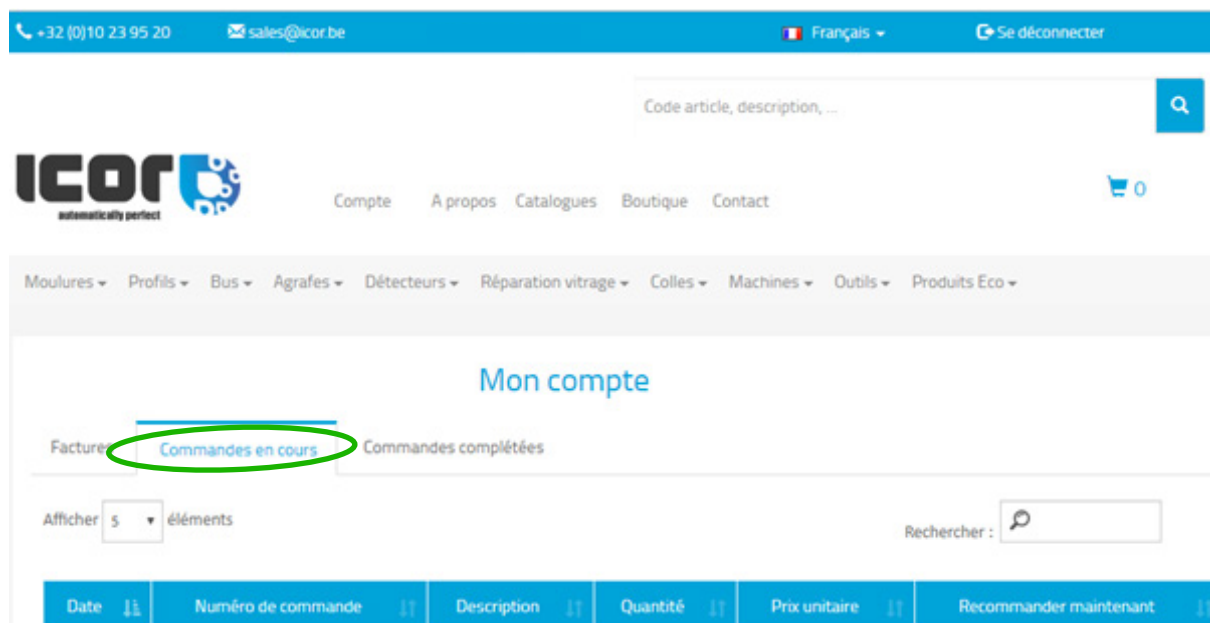 +32 (0)10 23 95 20 sales@icor.be Français Se déconnecter
Code article, description, ...
ICOR
automatically perfect
Compte A propos Catalogues Boutique Contact 0
Moulures Profils Bus Agrafes Détecteurs Réparation vitrage Colles Machines Outils Produits Eco
Mon compte
Factures Commandes en cours Commandes complétées
Afficher 5 éléments Rechercher :
Date Numéro de commande Description Quantité Prix unitaire Recommander maintenant